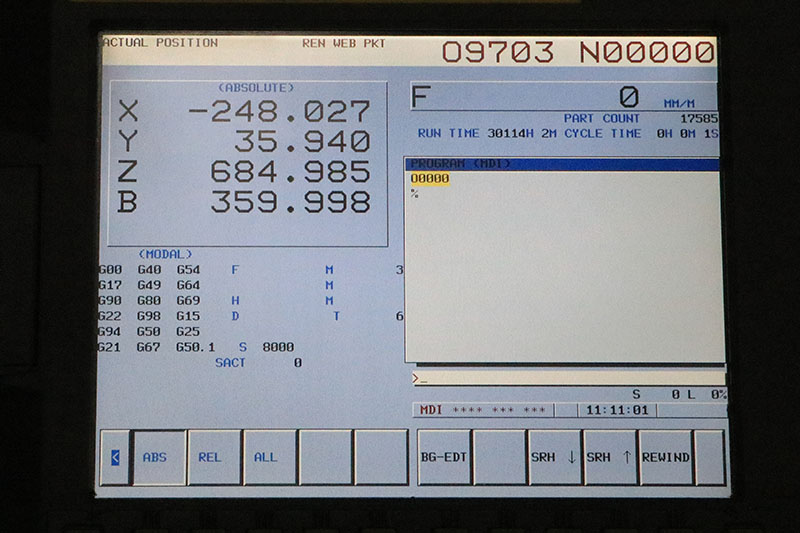 ACTUAL POSITION REN WEB PKT O9703 N00000
(ABSOLUTE)
X -248.027
Y 35.940
Z 684.985
B 359.998
F 0 MM/M
PART COUNT 17585
RUN TIME 30114H 2M CYCLE TIME 0H 0M 1S
PROGRAM (MDI)
O0000
%
(MODAL)
G00 G40 G54 F M 3
G17 G49 G64 M
G90 G80 G69 H M
G22 G98 G15 D T 6
G94 G50 G25
G21 G67 G50.1 S 8000
SACT 0
>_
S 0 L 0%
MDI **** *** *** 11:11:01
< ABS REL ALL BG-EDT SRH ↓ SRH ↑ REWIND